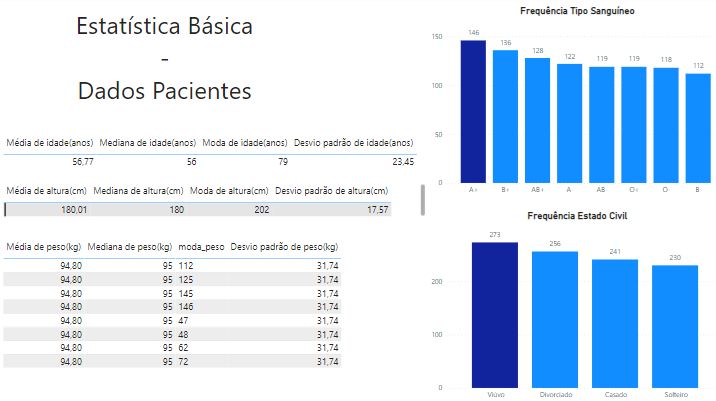 Estatística Básica
-
Dados Pacientes
Média de idade(anos) Mediana de idade(anos) Moda de idade(anos) Desvio padrão de idade(anos)
56,77 56 79 23,45
Média de altura(cm) Mediana de altura(cm) Moda de altura(cm) Desvio padrão de altura(cm)
180,01 180 202 17,57
Média de peso(kg) Mediana de peso(kg) moda_peso Desvio padrão de peso(kg)
94,80 95 112 31,74
94,80 95 125 31,74
94,80 95 145 31,74
94,80 95 146 31,74
94,80 95 47 31,74
94,80 95 48 31,74
94,80 95 62 31,74
94,80 95 72 31,74
Frequência Tipo Sanguíneo
150
100
50
0
146 136 128 122 119 119 118 112
A+ B+ AB+ A- AB- O+ O- B-
Frequência Estado Civil
200
100
0
273 256 241 230
Viúvo Divorciado Casado Solteiro